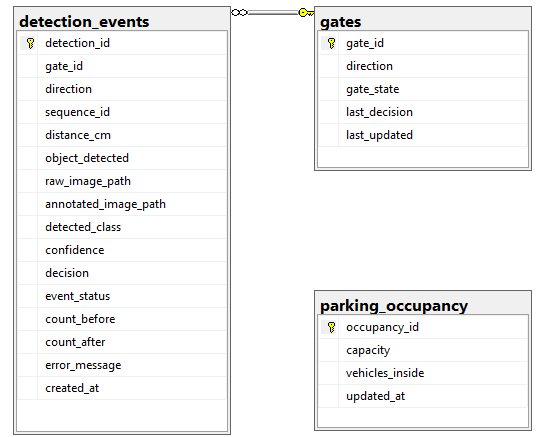 detection_events
detection_id
gate_id
direction
sequence_id
distance_cm
object_detected
raw_image_path
annotated_image_path
detected_class
confidence
decision
event_status
count_before
count_after
error_message
created_at
gates
gate_id
direction
gate_state
last_decision
last_updated
parking_occupancy
occupancy_id
capacity
vehicles_inside
updated_at